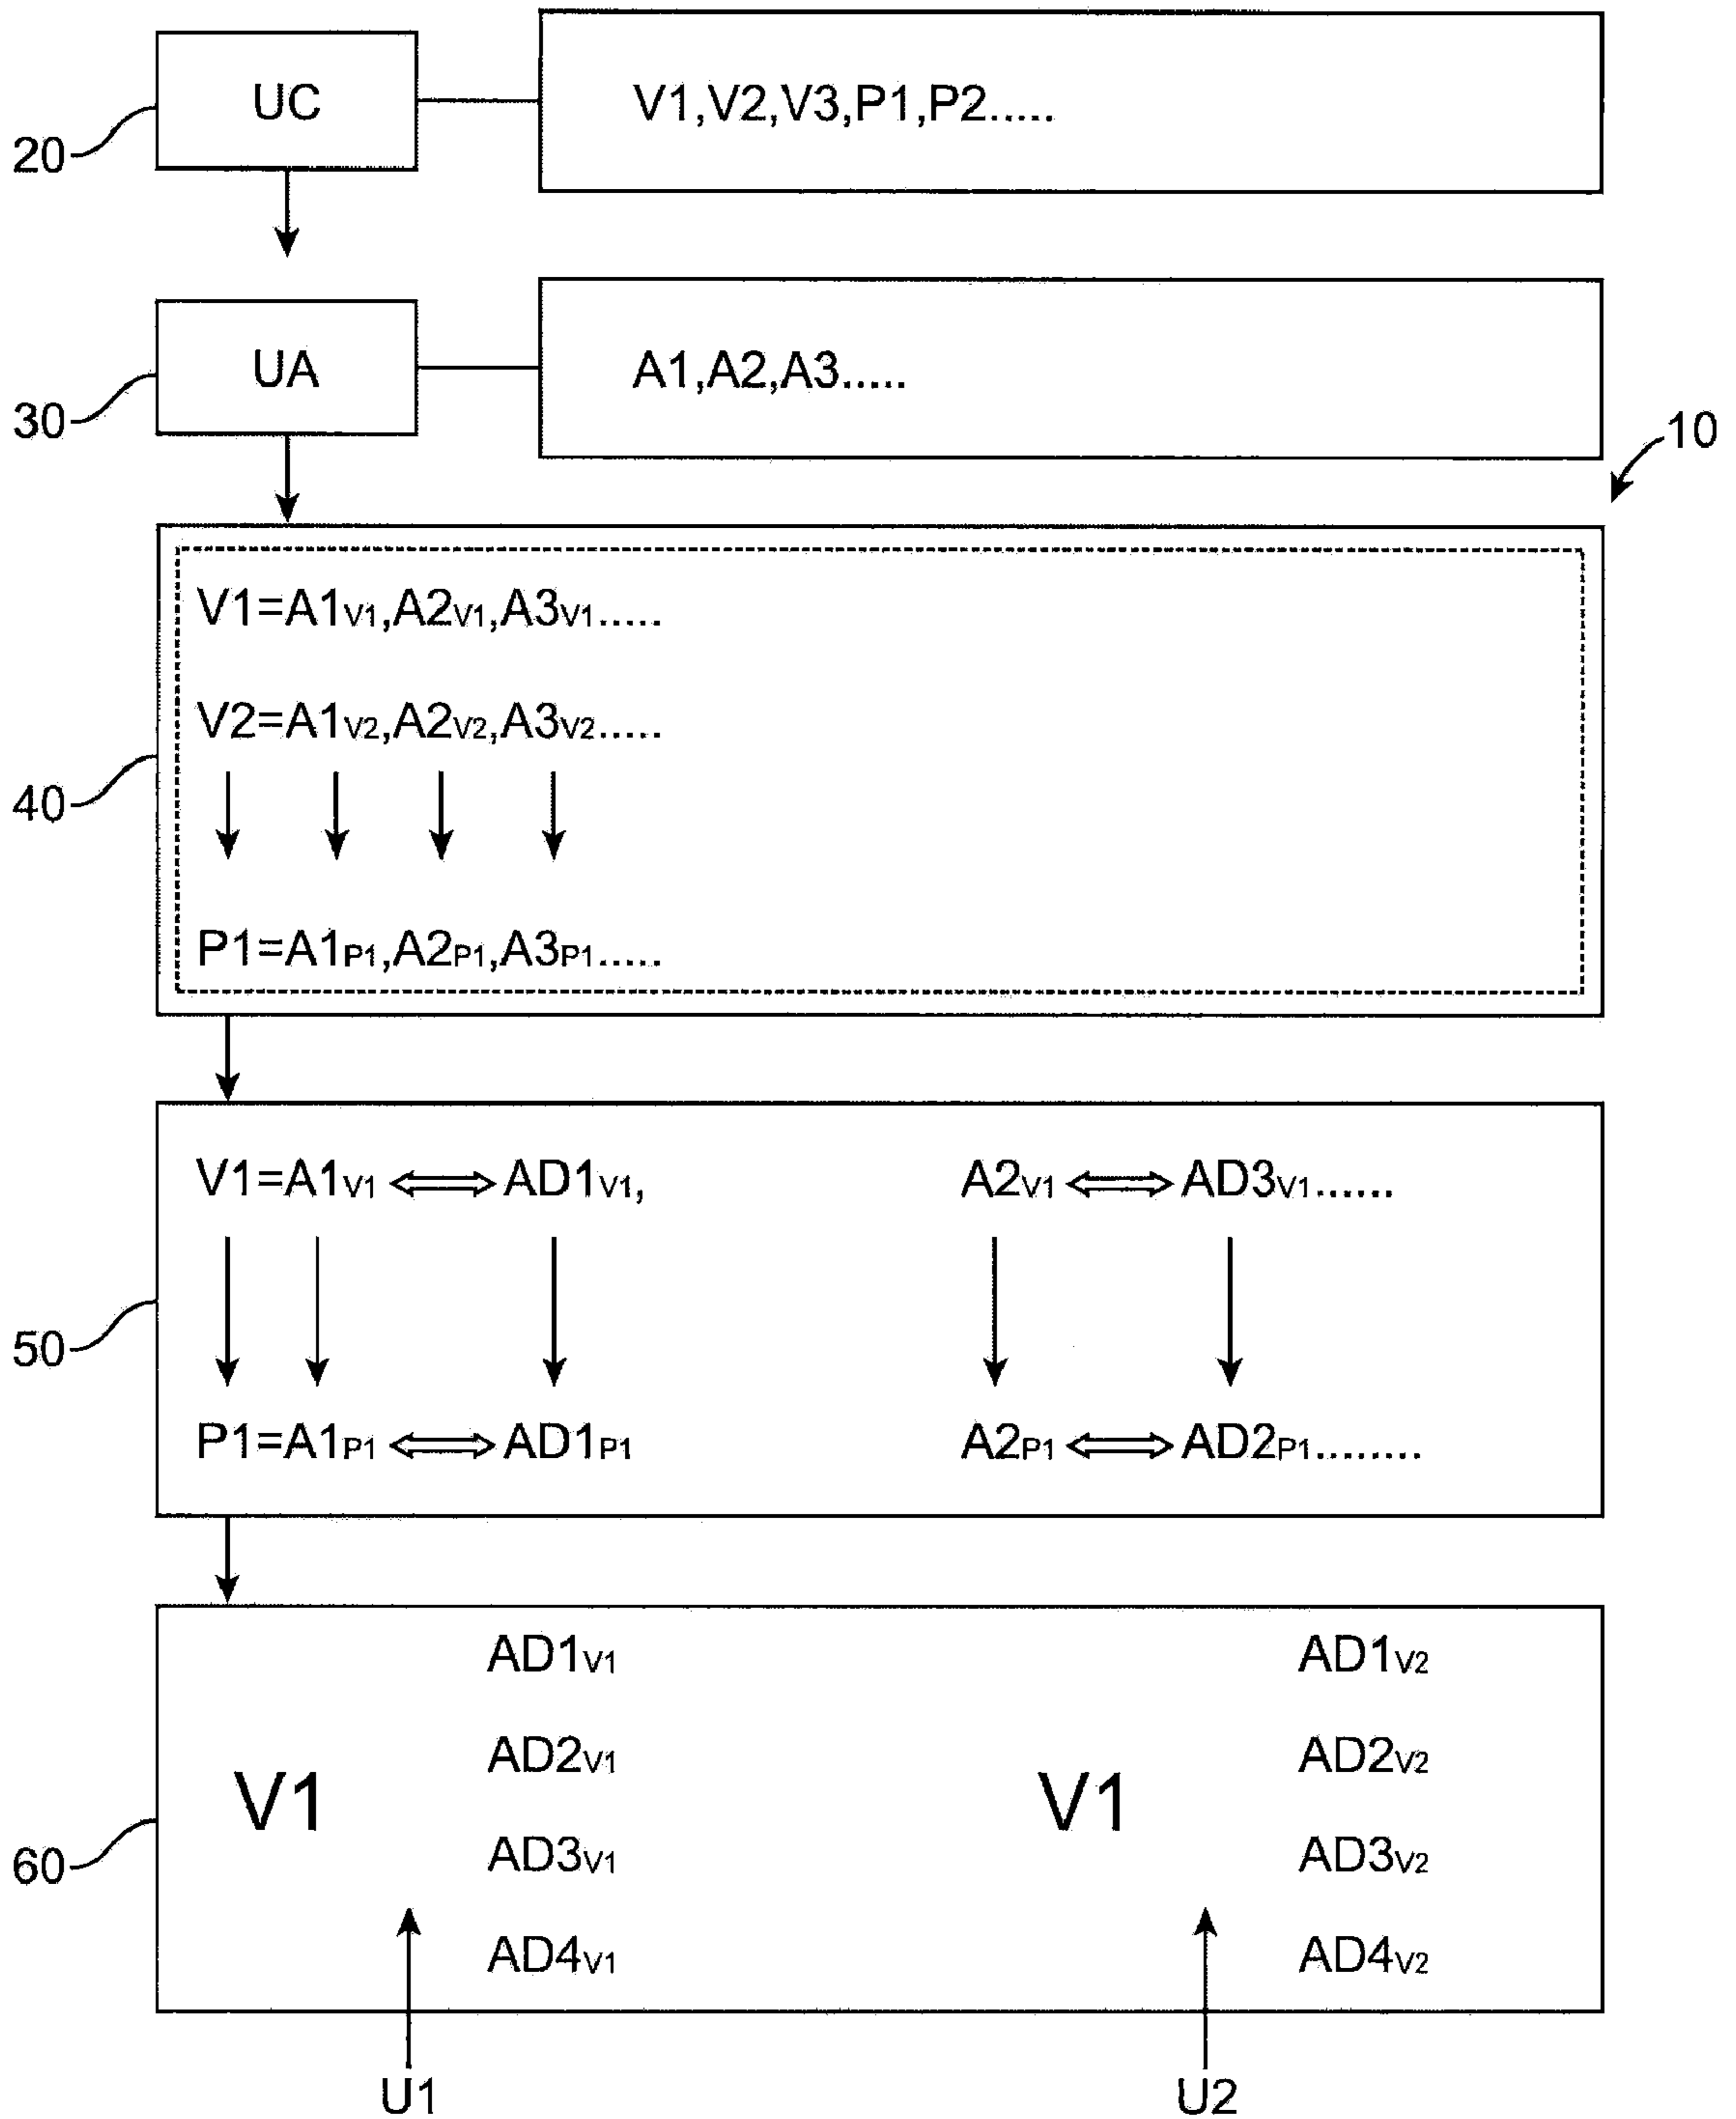 UC
V1,V2,V3,P1,P2.....
20
UA
A1,A2,A3.....
30
10
V1=A1V1,A2V1,A3V1.....
V2=A1V2,A2V2,A3V2.....
40
P1=A1P1,A2P1,A3P1.....
V1=A1V1 ⇔ AD1V1, A2V1 ⇔ AD3V1......
50
P1=A1P1 ⇔ AD1P1 A2P1 ⇔ AD2P1........
AD1V1 AD1V2
AD2V1 AD2V2
V1 V1
60
AD3V1 AD3V2
AD4V1 AD4V2
U1 U2